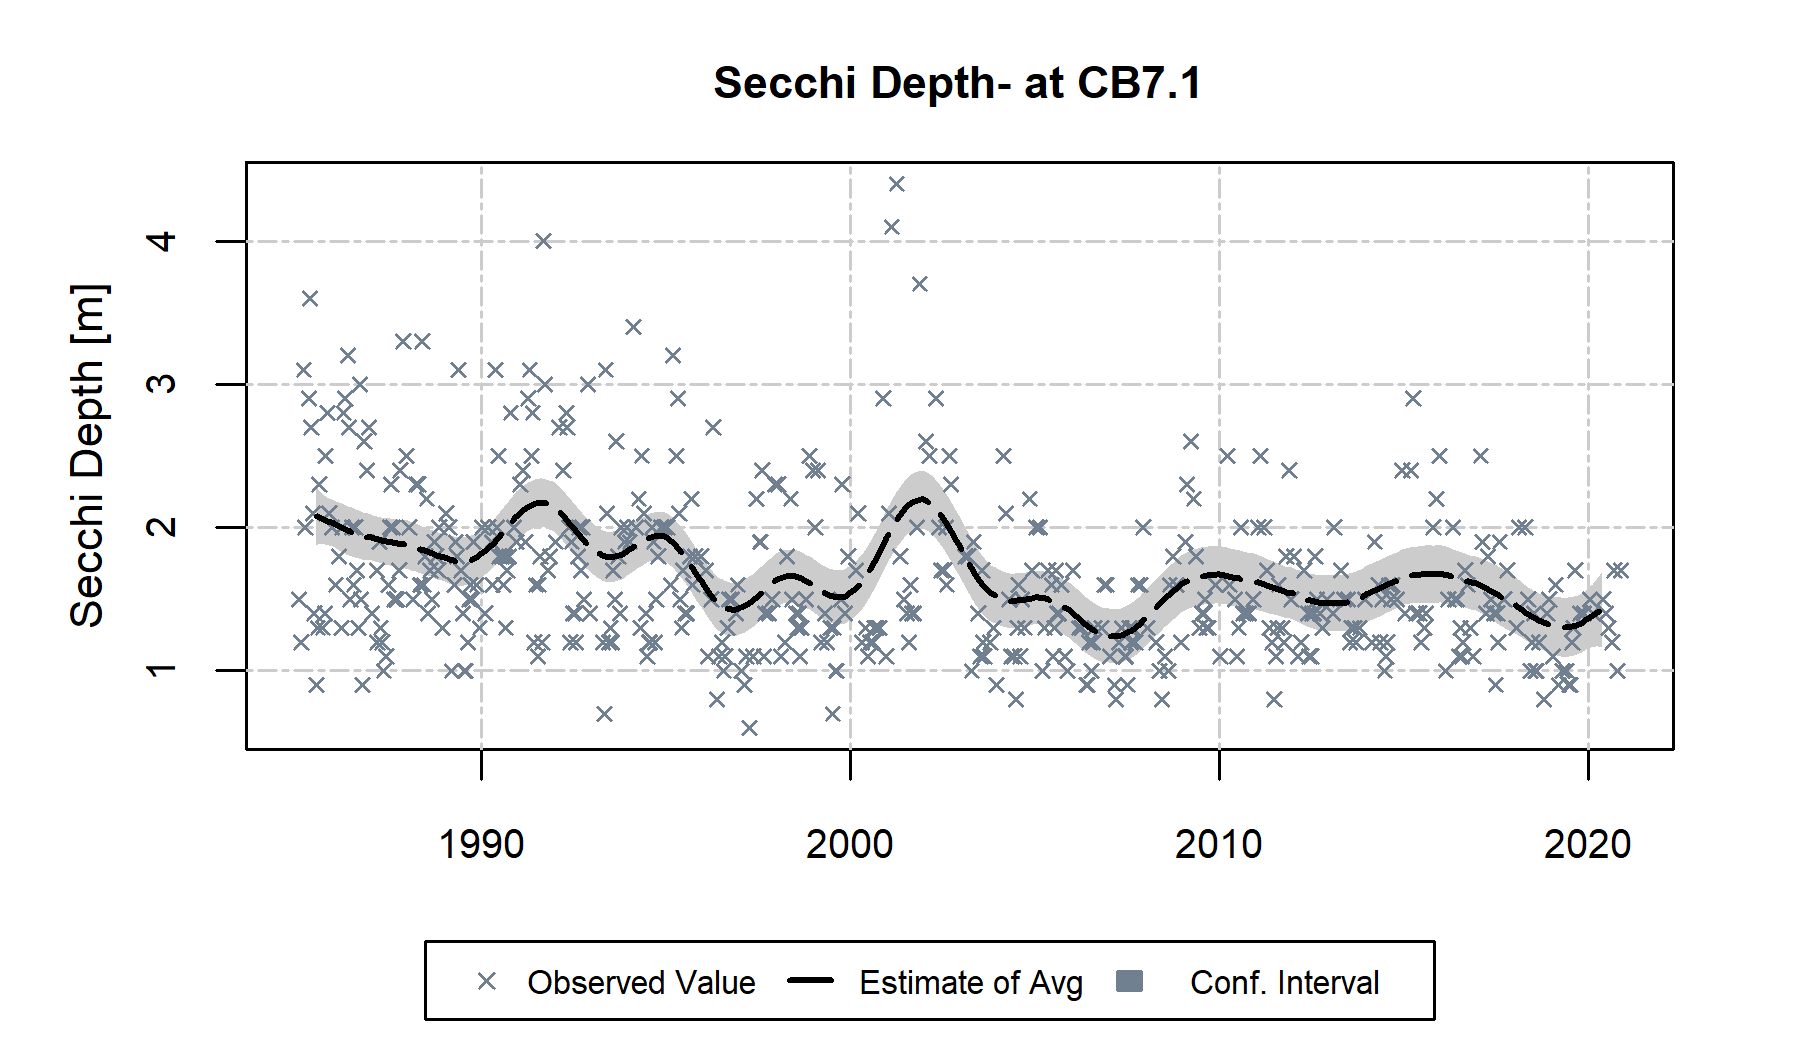 Secchi Depth- at CB7.1
Secchi Depth [m]
4
3
2
1
1990 2000 2010 2020
Observed Value Estimate of Avg Conf. Interval